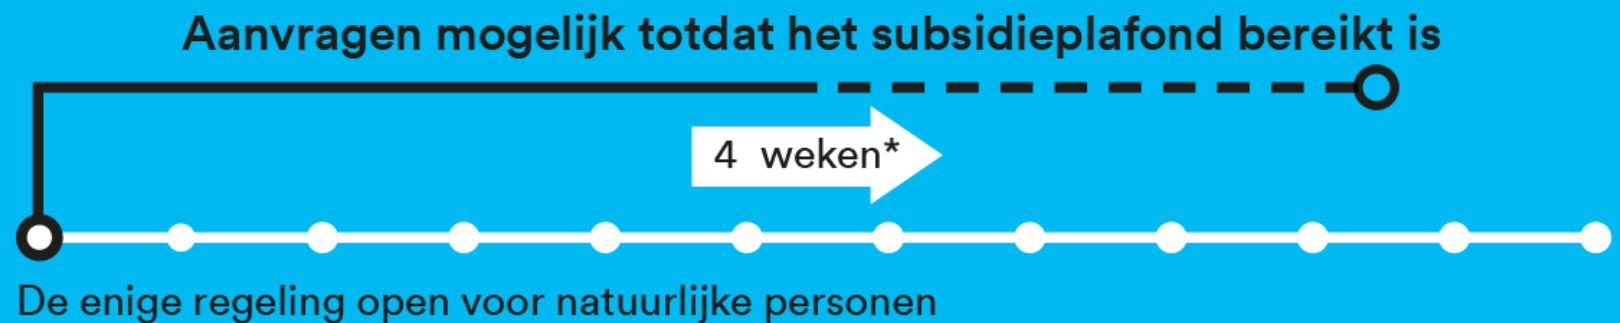 Aanvragen mogelijk totdat het subsidieplafond bereikt is
4 weken*
De enige regeling open voor natuurlijke personen